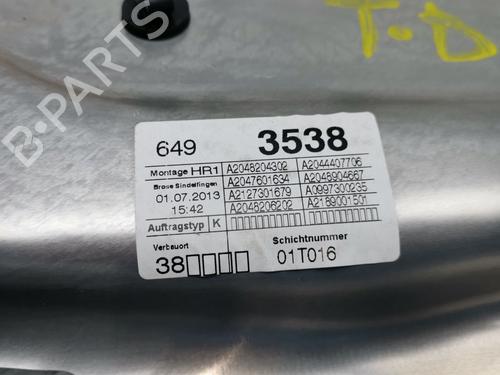 T.D
649 3538
Montage HR1 A2048204302 A2044407706
Brose Sindelfingen A2047601634 A2048904667
01.07.2013 A2127301679 A0997300235
15:42 A2048206202 A2189001501
Auftragstyp K
Verbauort Schichtnummer
38 01T016
B-PARTS